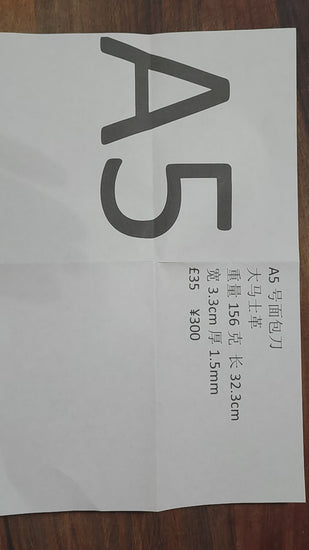 A5
A5 号面包刀
大马士革
重量 156 克 长 32.3cm
宽 3.3cm 厚 1.5mm
£35 ¥300